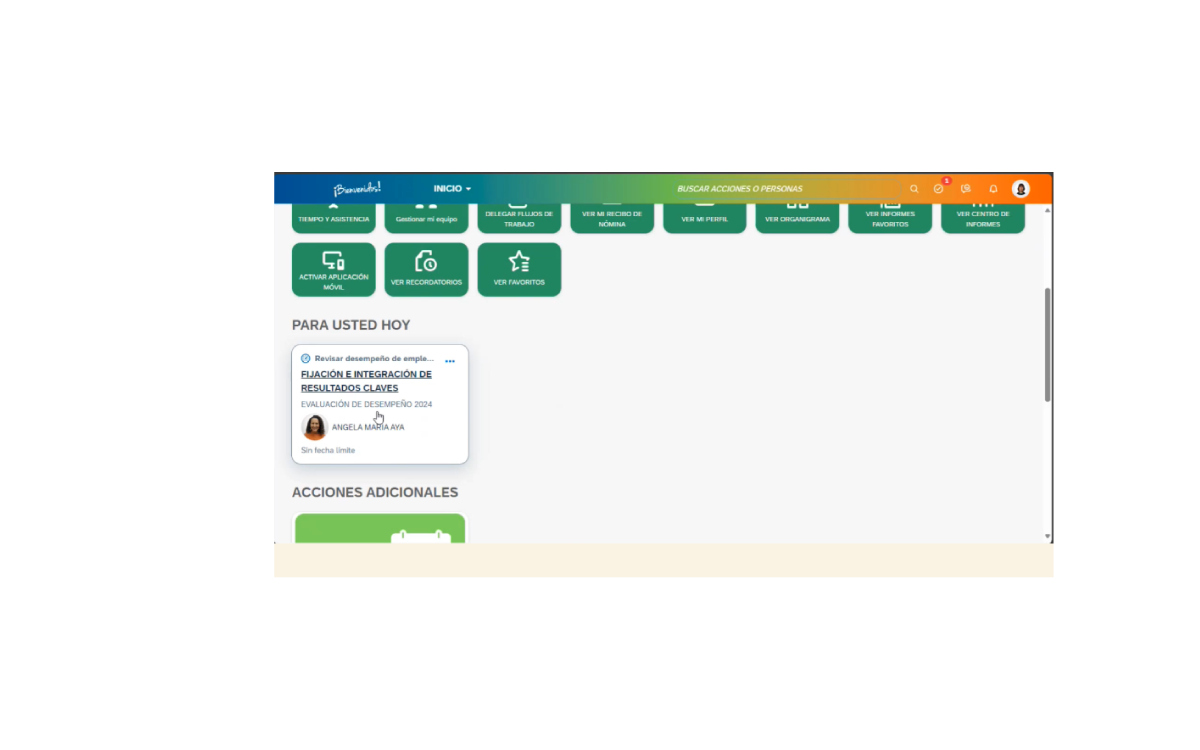 ¡Bienvenidos!
INICIO
BUSCAR ACCIONES O PERSONAS
TIEMPO Y ASISTENCIA
Gestionar mi equipo
DELEGAR FLUJOS DE
TRABAJO
VER MI RECIBO DE
NÓMINA
VER MI PERFIL
VER ORGANIGRAMA
VER INFORMES
FAVORITOS
VER CENTRO DE
INFORMES
ACTIVAR APLICACIÓN
MÓVIL
VER RECORDATORIOS
VER FAVORITOS
PARA USTED HOY
Revisar desempeño de emple...
FIJACIÓN E INTEGRACIÓN DE
RESULTADOS CLAVES
EVALUACIÓN DE DESEMPEÑO 2024
ANGELA MARIA AYA
Sin fecha límite
ACCIONES ADICIONALES